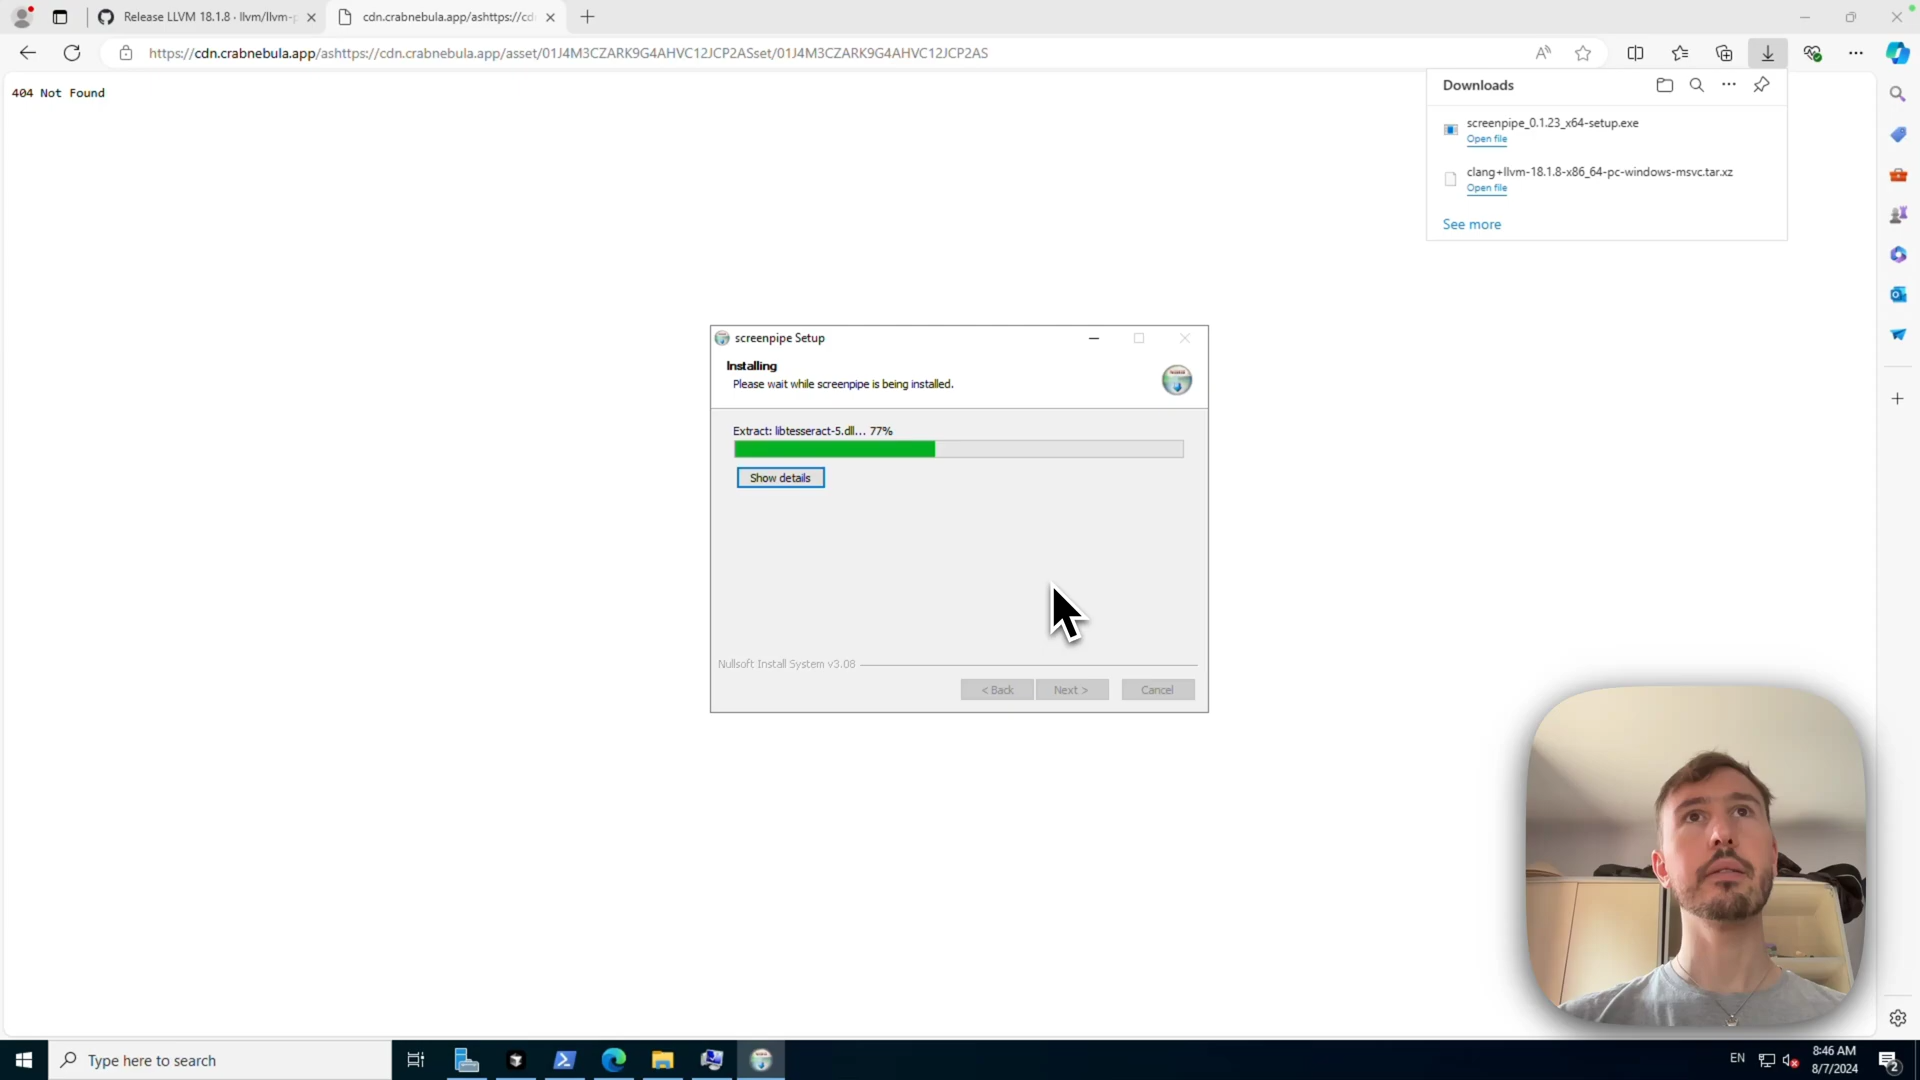 Release LLVM 18.1.8 · llvm/llvm-p
cdn.crabnebula.app/ashttps://cd
https://cdn.crabnebula.app/ashttps://cdn.crabnebula.app/asset/01J4M3CZARK9G4AHVC12JCP2ASset/01J4M3CZARK9G4AHVC12JCP2AS
404 Not Found
Downloads
screenpipe_0.1.23_x64-setup.exe
Open file
clang+llvm-18.1.8-x86_64-pc-windows-msvc.tar.xz
Open file
See more
screenpipe Setup
Installing
Please wait while screenpipe is being installed.
Extract: libtesseract-5.dll... 77%
Show details
Nullsoft Install System v3.08
< Back
Next >
Cancel
Type here to search
EN
8:46 AM
8/7/2024
2